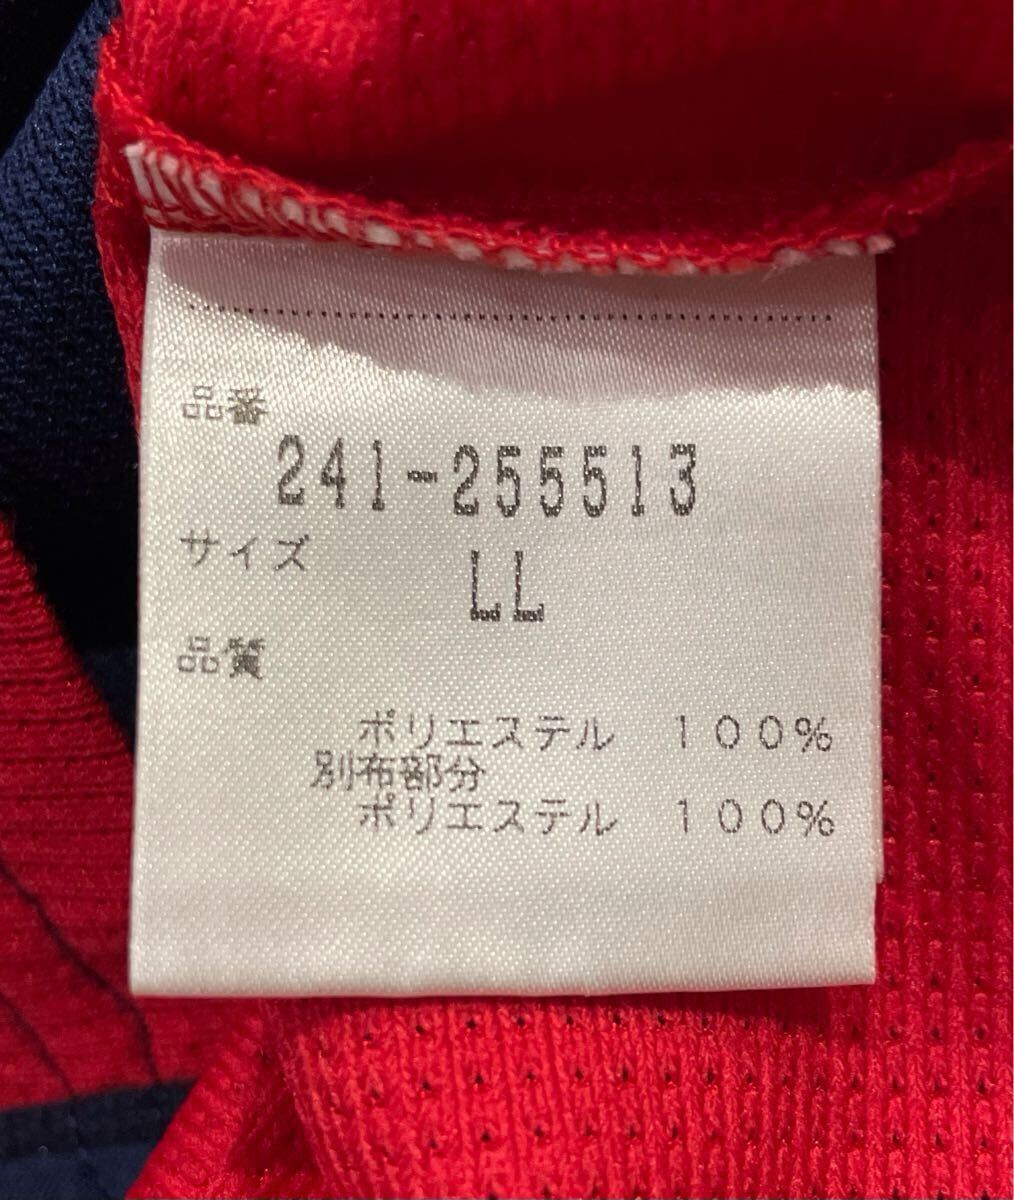 品番
241-255513
サイズ
LL
品質
ポリエステル　１００％
別布部分
ポリエステル　１００％